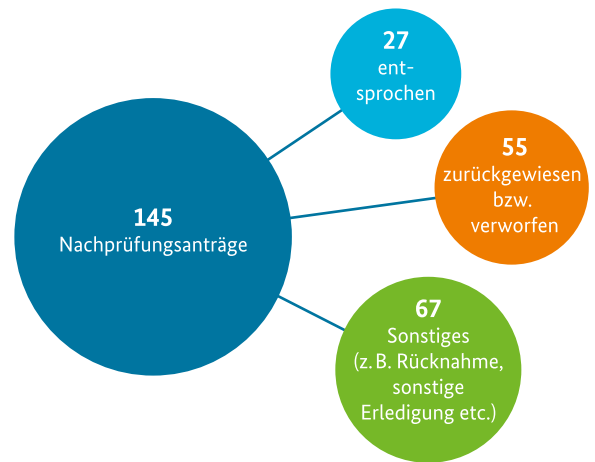 27
ent-
sprochen
55
zurückgewiesen
bzw.
verworfen
145
Nachprüfungsanträge
67
Sonstiges
(z. B. Rücknahme,
sonstige
Erledigung etc.)